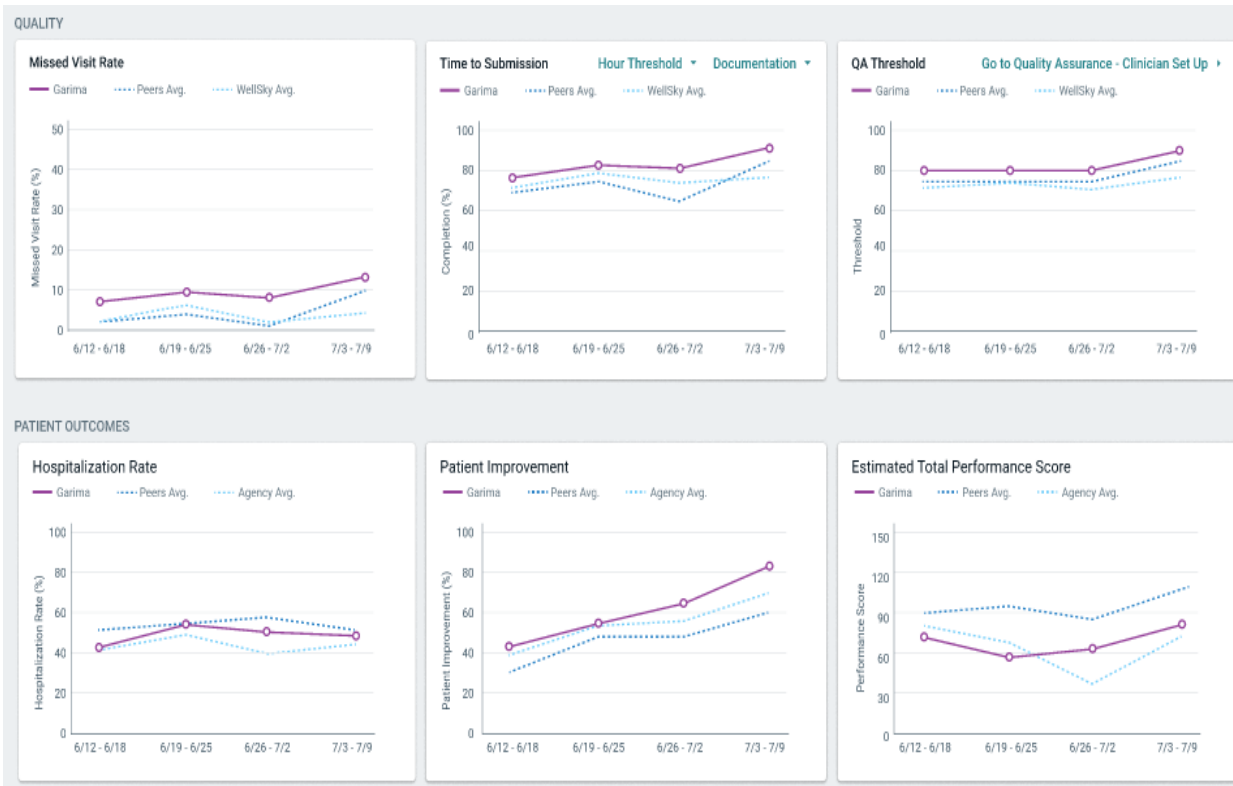 QUALITY
Missed Visit Rate
Garima Peers Avg. WellSky Avg.
50
40
30
20
10
0
Missed Visit Rate (%)
6/12 - 6/18 6/19 - 6/25 6/26 - 7/2 7/3 - 7/9
Time to Submission Hour Threshold Documentation
Garima Peers Avg. WellSky Avg.
100
80
60
40
20
0
Completion (%)
6/12 - 6/18 6/19 - 6/25 6/26 - 7/2 7/3 - 7/9
QA Threshold Go to Quality Assurance - Clinician Set Up
Garima Peers Avg. WellSky Avg.
100
80
60
40
20
0
Threshold
6/12 - 6/18 6/19 - 6/25 6/26 - 7/2 7/3 - 7/9
PATIENT OUTCOMES
Hospitalization Rate
Garima Peers Avg. Agency Avg.
100
80
60
40
20
0
Hospitalization Rate (%)
6/12 - 6/18 6/19 - 6/25 6/26 - 7/2 7/3 - 7/9
Patient Improvement
Garima Peers Avg. Agency Avg.
100
80
60
40
20
0
Patient Improvement (%)
6/12 - 6/18 6/19 - 6/25 6/26 - 7/2 7/3 - 7/9
Estimated Total Performance Score
Garima Peers Avg. Agency Avg.
150
120
90
60
30
0
Performance Score
6/12 - 6/18 6/19 - 6/25 6/26 - 7/2 7/3 - 7/9